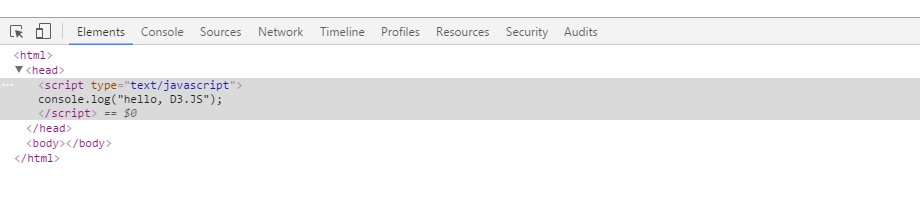 Elements Console Sources Network Timeline Profiles Resources Security Audits
<html>
▼<head>
<script type="text/javascript">
console.log("hello, D3.JS");
</script> == $0
</head>
<body></body>
</html>